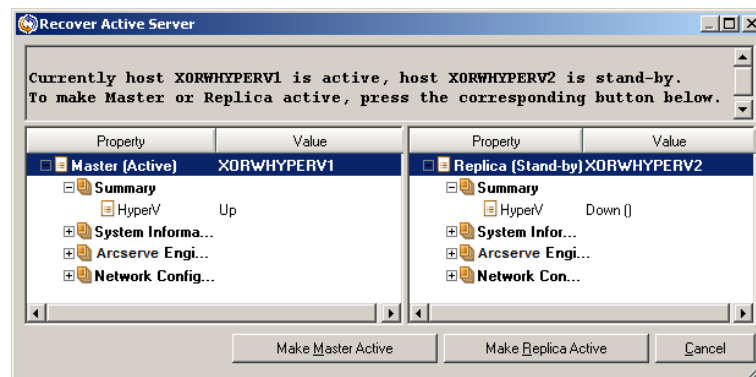 Recover Active Server
Currently host XORWHYPERV1 is active, host XORWHYPERV2 is stand-by.
To make Master or Replica active, press the corresponding button below.
Property Value
Master (Active) XORWHYPERV1
Summary
HyperV Up
System Informa...
Arcserve Engi...
Network Config...
Property Value
Replica (Stand-by) XORWHYPERV2
Summary
HyperV Down ()
System Infor...
Arcserve Engi...
Network Con...
Make Master Active Make Replica Active Cancel